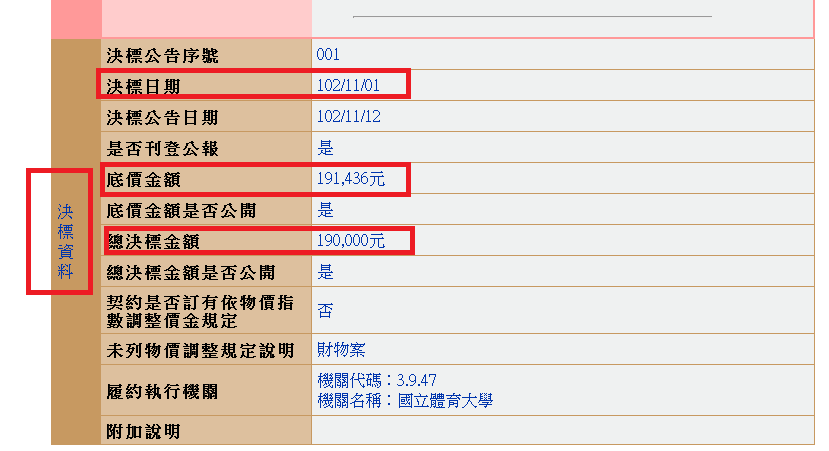 決標資料
決標公告序號 001
決標日期 102/11/01
決標公告日期 102/11/12
是否刊登公報 是
底價金額 191,436元
底價金額是否公開 是
總決標金額 190,000元
總決標金額是否公開 是
契約是否訂有依物價指
數調整價金規定 否
未列物價調整規定說明 財物案
履約執行機關 機關代碼：3.9.47
機關名稱：國立體育大學
附加說明